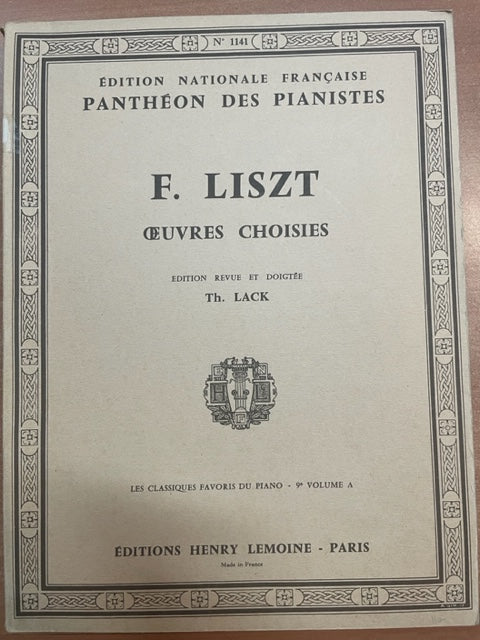 N° 1141
ÉDITION NATIONALE FRANÇAISE
PANTHÉON DES PIANISTES
F. LISZT
ŒUVRES CHOISIES
EDITION REVUE ET DOIGTÉE
Th. LACK
LES CLASSIQUES FAVORIS DU PIANO - 9e VOLUME A
ÉDITIONS HENRY LEMOINE - PARIS
Made in France